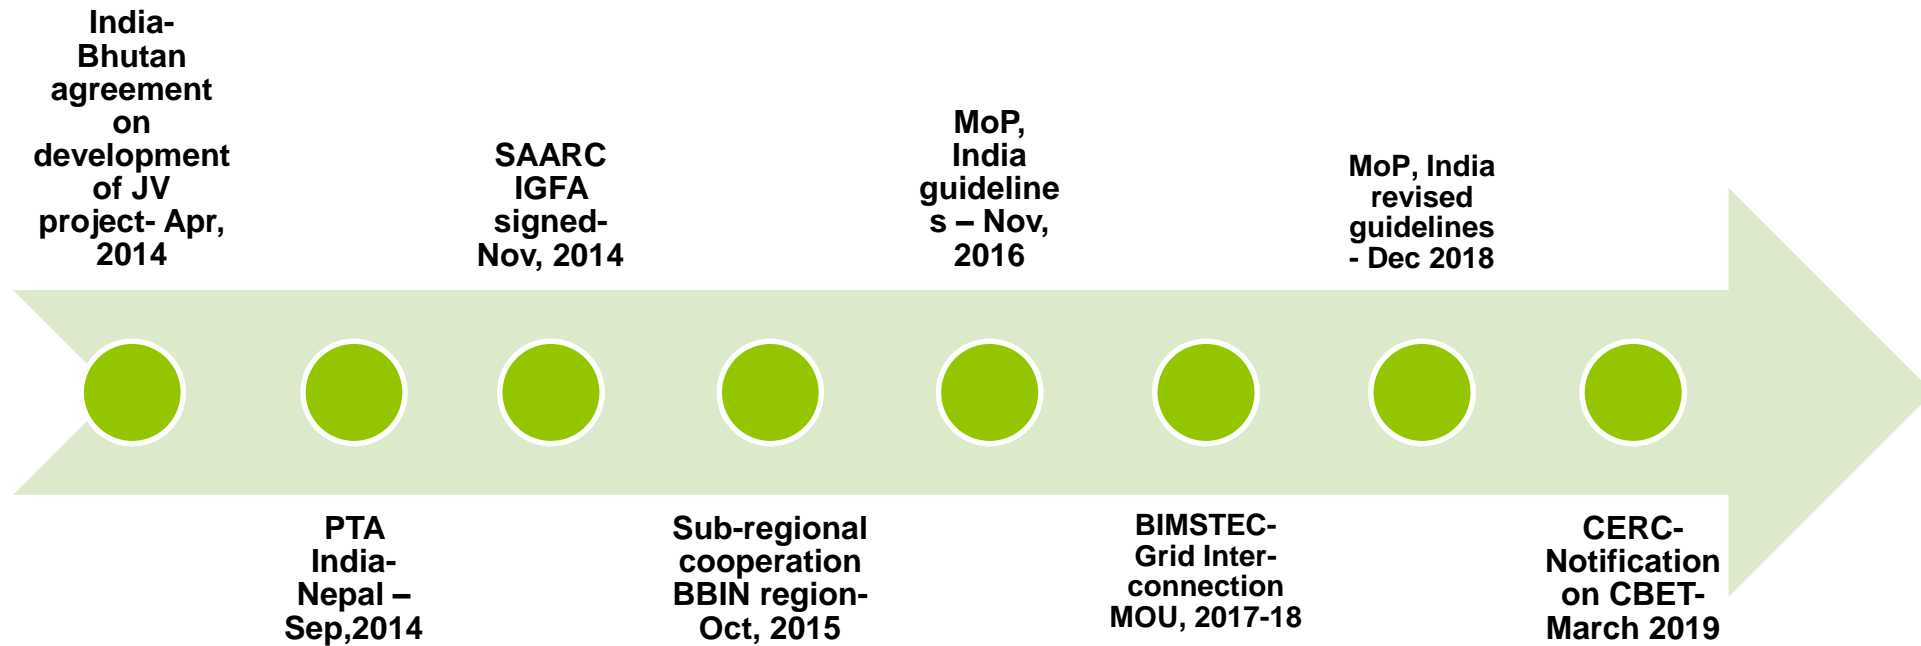 India-
Bhutan
agreement
on
development
of JV
project- Apr,
2014
PTA
India-
Nepal –
Sep,2014
SAARC
IGFA
signed-
Nov, 2014
Sub-regional
cooperation
BBIN region-
Oct, 2015
MoP,
India
guideline
s – Nov,
2016
BIMSTEC-
Grid Inter-
connection
MOU, 2017-18
MoP, India
revised
guidelines
- Dec 2018
CERC-
Notification
on CBET-
March 2019